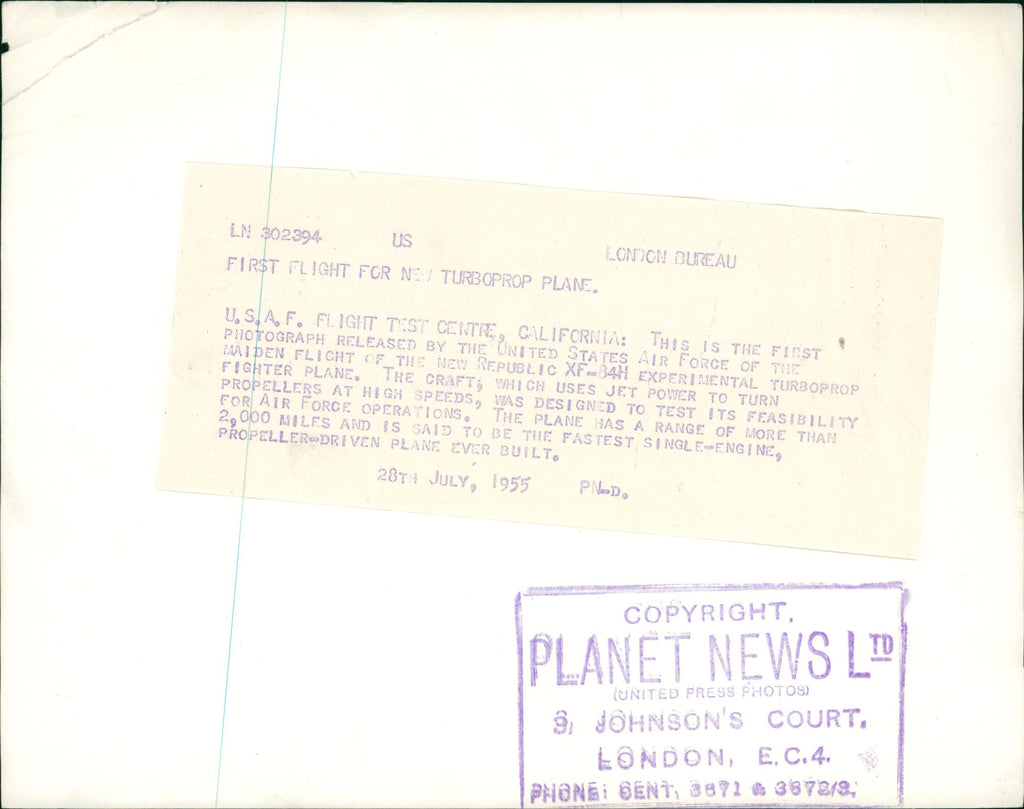 LN 302394 US LONDON BUREAU
FIRST FLIGHT FOR NEW TURBOPROP PLANE.
U.S.A.F. FLIGHT TEST CENTRE, CALIFORNIA: THIS IS THE FIRST
PHOTOGRAPH RELEASED BY THE UNITED STATES AIR FORCE OF THE
MAIDEN FLIGHT OF THE NEW REPUBLIC XF-84H EXPERIMENTAL TURBOPROP
FIGHTER PLANE. THE CRAFT, WHICH USES JET POWER TO TURN
PROPELLERS AT HIGH SPEEDS, WAS DESIGNED TO TEST ITS FEASIBILITY
FOR AIR FORCE OPERATIONS. THE PLANE HAS A RANGE OF MORE THAN
2,000 MILES AND IS SAID TO BE THE FASTEST SINGLE-ENGINE,
PROPELLER-DRIVEN PLANE EVER BUILT.
28TH JULY, 1955 PN-D.
COPYRIGHT.
PLANET NEWS LTD
(UNITED PRESS PHOTOS)
JOHNSON'S COURT.
LONDON, E.C.4.
PHONE: CENT. 3671 & 3672/3.